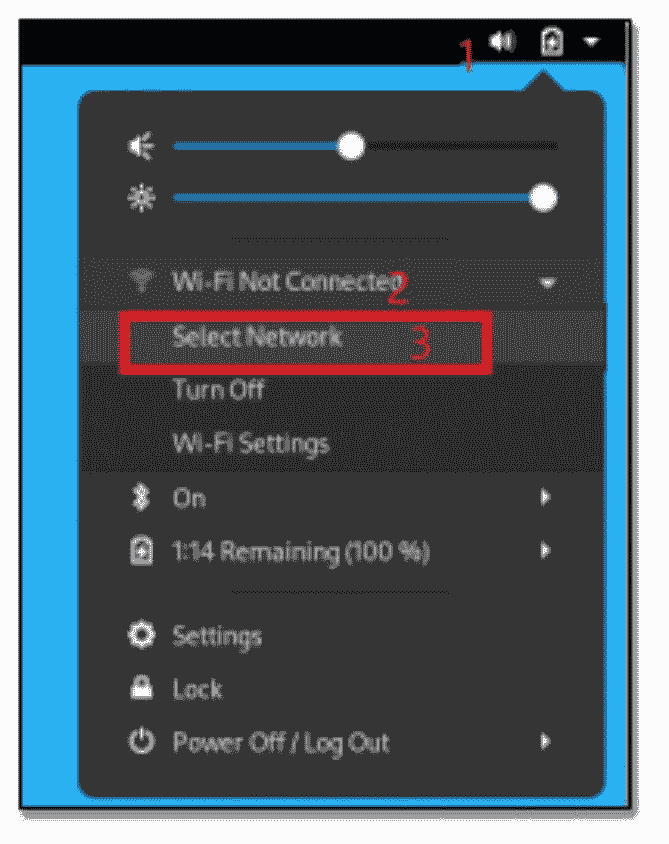 1
Wi-Fi Not Connected 2
Select Network 3
Turn Off
Wi-Fi Settings
On
1:14 Remaining (100 %)
Settings
Lock
Power Off / Log Out